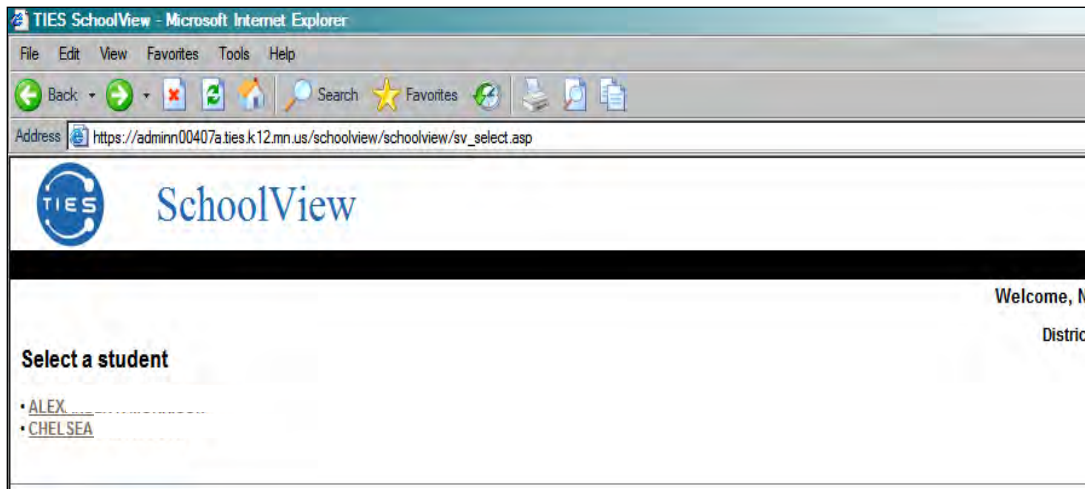 TIES SchoolView - Microsoft Internet Explorer
File Edit View Favorites Tools Help
Back Search Favorites
Address https://adminn00407a.ties.k12.mn.us/schoolview/schoolview/sv_select.asp
TIES SchoolView
Welcome,
Distric
Select a student
• ALEX
• CHELSEA